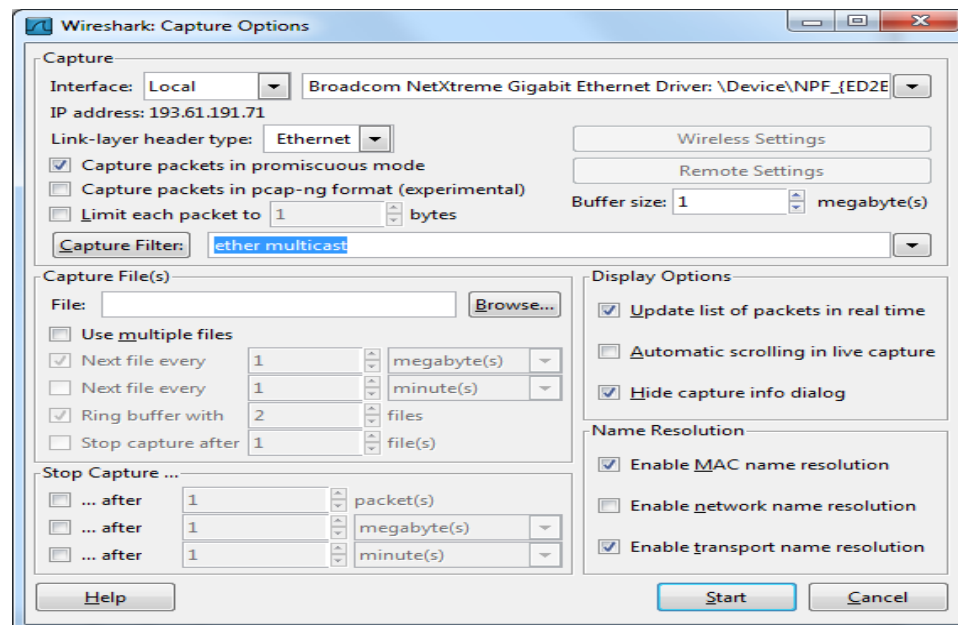 Wireshark: Capture Options
Capture
Interface: Local Broadcom NetXtreme Gigabit Ethernet Driver: \Device\NPF_{ED2E
IP address: 193.61.191.71
Link-layer header type: Ethernet
Wireless Settings
Capture packets in promiscuous mode
Remote Settings
Capture packets in pcap-ng format (experimental)
Buffer size: 1 megabyte(s)
Limit each packet to 1 bytes
Capture Filter: ether multicast
Capture File(s)
File: Browse...
Use multiple files
Next file every 1 megabyte(s)
Next file every 1 minute(s)
Ring buffer with 2 files
Stop capture after 1 file(s)
Stop Capture ...
... after 1 packet(s)
... after 1 megabyte(s)
... after 1 minute(s)
Display Options
Update list of packets in real time
Automatic scrolling in live capture
Hide capture info dialog
Name Resolution
Enable MAC name resolution
Enable network name resolution
Enable transport name resolution
Help
Start
Cancel